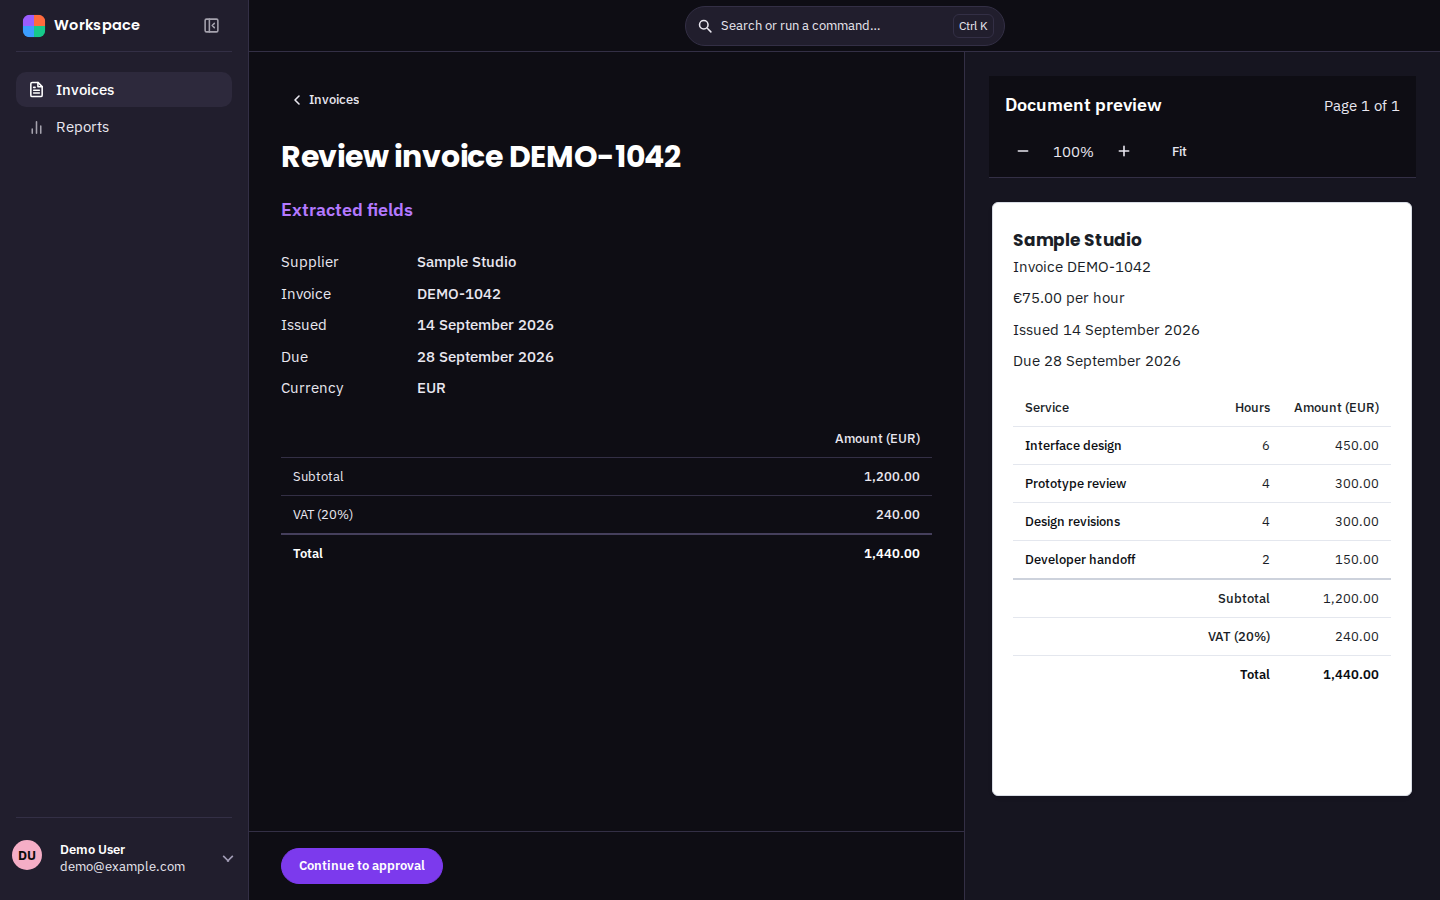 Workspace
Search or run a command...
Ctrl K
Invoices
Reports
Invoices
Review invoice DEMO-1042
Extracted fields
Supplier Sample Studio
Invoice DEMO-1042
Issued 14 September 2026
Due 28 September 2026
Currency EUR
Amount (EUR)
Subtotal 1,200.00
VAT (20%) 240.00
Total 1,440.00
Continue to approval
Document preview
Page 1 of 1
100%
Fit
Sample Studio
Invoice DEMO-1042
€75.00 per hour
Issued 14 September 2026
Due 28 September 2026
Service Hours Amount (EUR)
Interface design 6 450.00
Prototype review 4 300.00
Design revisions 4 300.00
Developer handoff 2 150.00
Subtotal 1,200.00
VAT (20%) 240.00
Total 1,440.00
DU
Demo User
demo@example.com